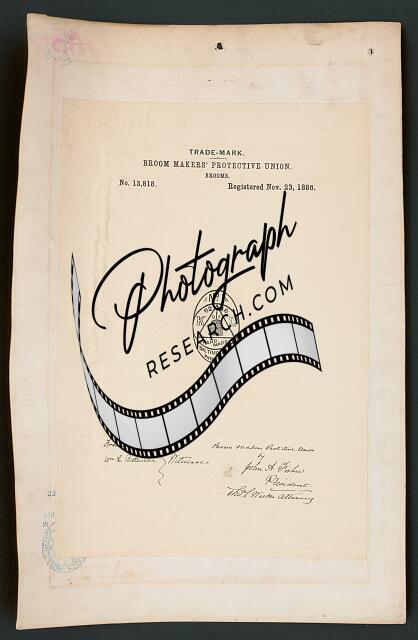 TRADE-MARK.
BROOM MAKERS' PROTECTIVE UNION.
BROOMS.
No. 13,818. Registered Nov. 23, 1886.
Photograph
RESEARCH.COM
Witnesses
Broom Makers Protective Union
by
John A. Fisher
President
Attorney